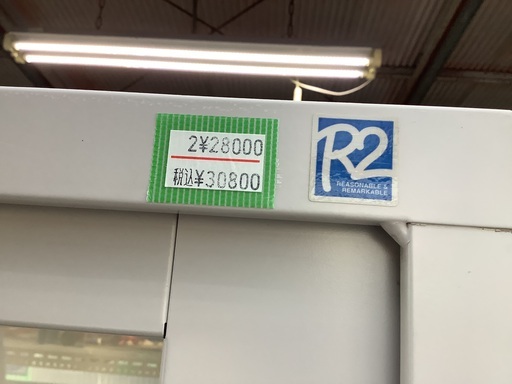 2¥28000
税込¥30800
R2
REASONABLE &
REMARKABLE